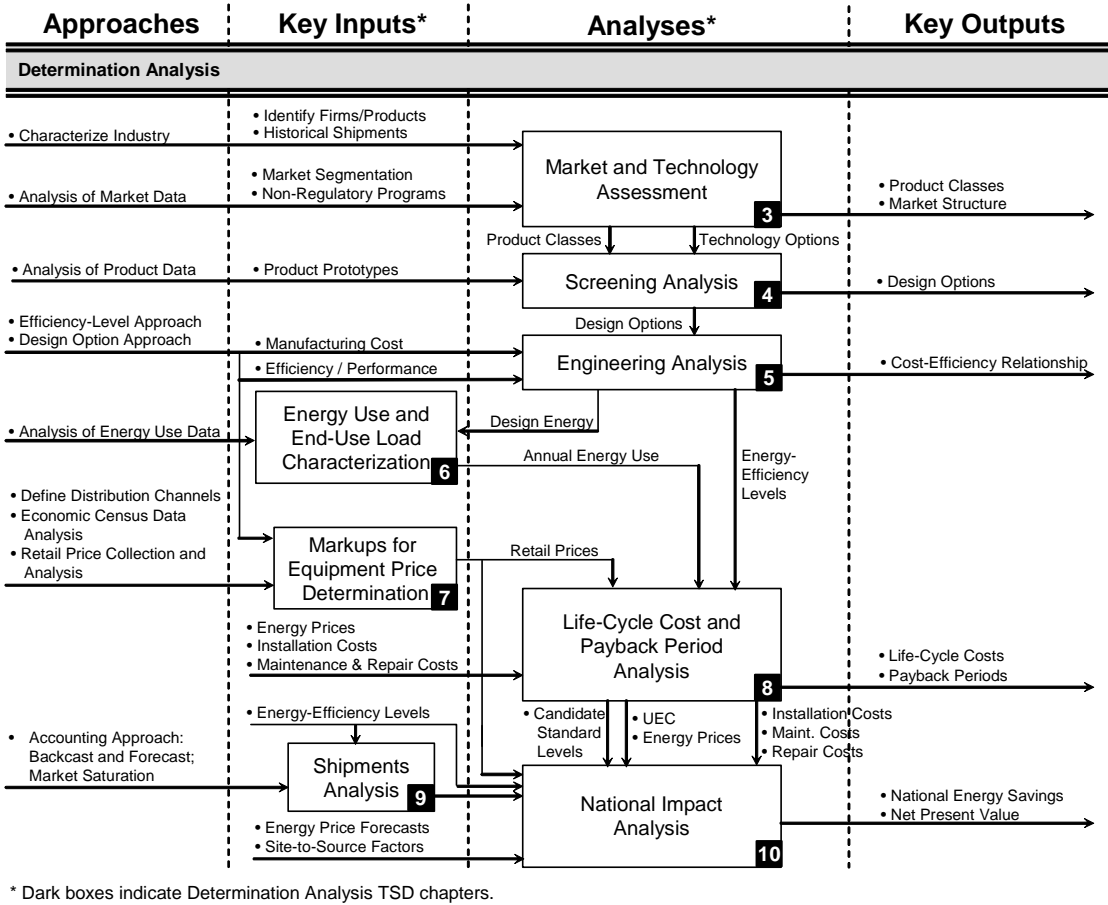 Approaches
Key Inputs*
Analyses*
Key Outputs
Determination Analysis
• Characterize Industry
• Identify Firms/Products
• Historical Shipments
Market and Technology
Assessment
3
• Analysis of Market Data
• Market Segmentation
• Non-Regulatory Programs
• Product Classes
• Market Structure
Product Classes
Technology Options
• Analysis of Product Data
• Product Prototypes
Screening Analysis
4
• Design Options
Design Options
• Efficiency-Level Approach
• Design Option Approach
• Manufacturing Cost
• Efficiency / Performance
Engineering Analysis
5
• Cost-Efficiency Relationship
• Analysis of Energy Use Data
Energy Use and
End-Use Load
Characterization
6
Design Energy
Annual Energy Use
Energy-
Efficiency
Levels
• Define Distribution Channels
• Economic Census Data
Analysis
• Retail Price Collection and
Analysis
Markups for
Equipment Price
Determination
7
Retail Prices
• Energy Prices
• Installation Costs
• Maintenance & Repair Costs
Life-Cycle Cost and
Payback Period
Analysis
8
• Life-Cycle Costs
• Payback Periods
• Energy-Efficiency Levels
• Candidate
Standard
Levels
• UEC
• Energy Prices
• Installation Costs
• Maint. Costs
• Repair Costs
• Accounting Approach:
Backcast and Forecast;
Market Saturation
Shipments
Analysis
9
National Impact
Analysis
10
• National Energy Savings
• Net Present Value
• Energy Price Forecasts
• Site-to-Source Factors
* Dark boxes indicate Determination Analysis TSD chapters.